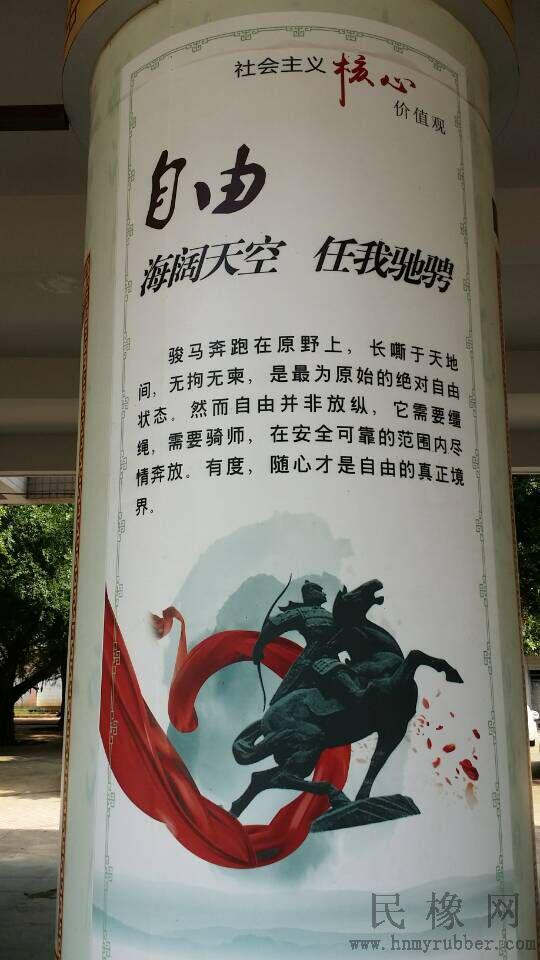 社会主义核心
价值观
自由
海阔天空 任我驰骋
骏马奔跑在原野上，长嘶于天地
间，无拘无束，是最为原始的绝对自由
状态。然而自由并非放纵，它需要缰
绳，需要骑师，在安全可靠的范围内尽
情奔放。有度，随心才是自由的真正境
界。
民橡网
www.hnmyrubber.com